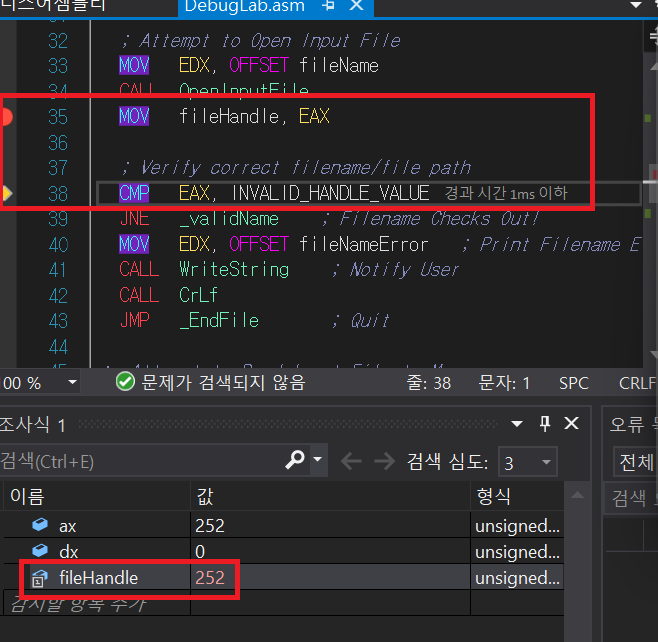 디스어셈블리
DebugLab.asm
32 ; Attempt to Open Input File
33 MOV EDX, OFFSET fileName
34 CALL OpenInputFile
35 MOV fileHandle, EAX
36
37 ; Verify correct filename/file path
38 CMP EAX, INVALID_HANDLE_VALUE 경과 시간 1ms 이하
39 JNE _validName ; Filename Checks Out!
40 MOV EDX, OFFSET fileNameError ; Print Filename E
41 CALL WriteString ; Notify User
42 CALL CrLf
43 JMP _EndFile ; Quit
44
00 % 문제가 검색되지 않음 줄: 38 문자: 1 SPC CRLF
조사식 1
오류
검색(Ctrl+E) 검색 심도: 3
전체
이름 값 형식
검색
ax 252 unsigned...
dx 0 unsigned...
fileHandle 252 unsigned...
감시할 항목 추가